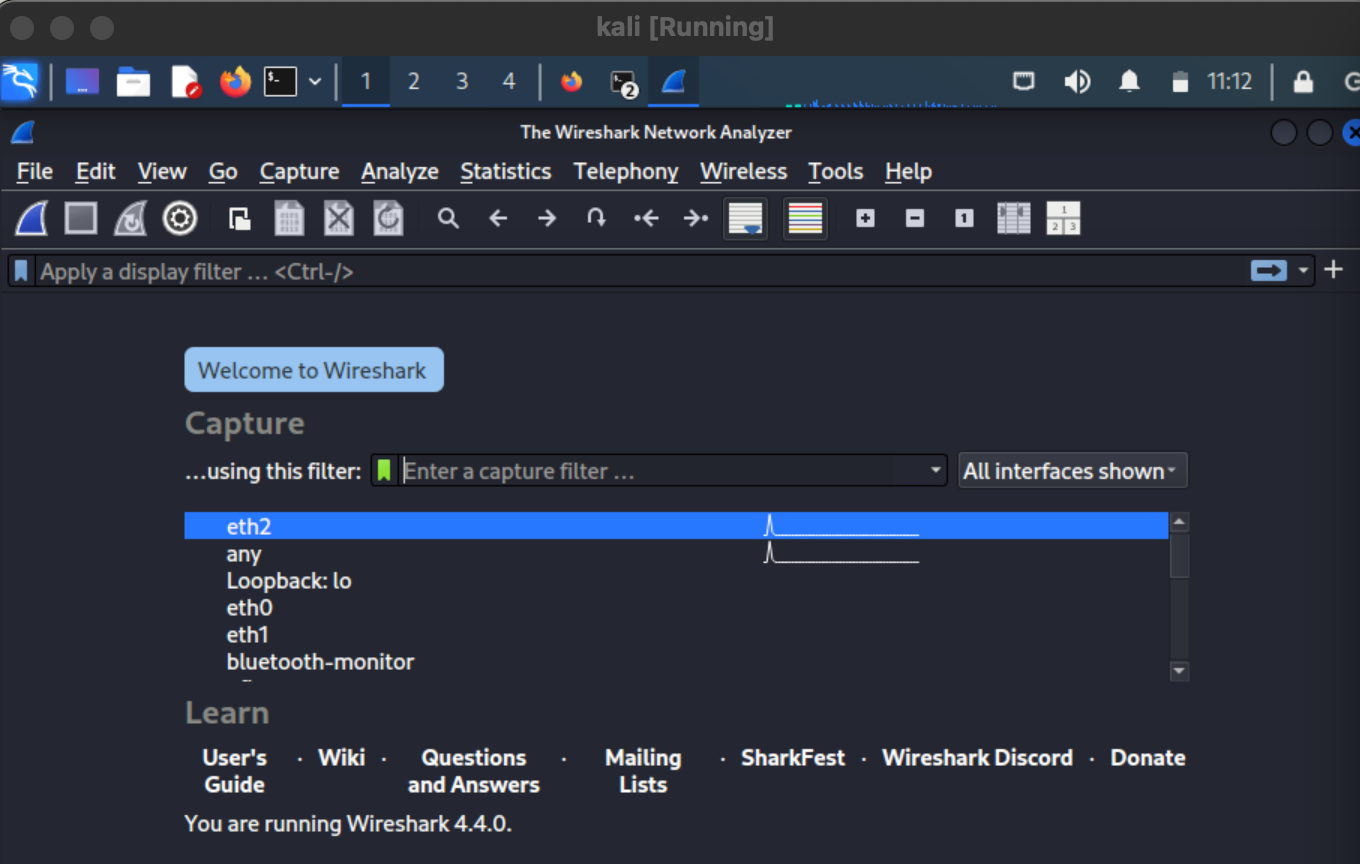 kali [Running]
1 2 3 4 2 11:12
The Wireshark Network Analyzer
File Edit View Go Capture Analyze Statistics Telephony Wireless Tools Help
Apply a display filter … <Ctrl-/>
Welcome to Wireshark
Capture
…using this filter: Enter a capture filter … All interfaces shown
eth2
any
Loopback: lo
eth0
eth1
bluetooth-monitor
Learn
User's Guide · Wiki · Questions and Answers · Mailing Lists · SharkFest · Wireshark Discord · Donate
You are running Wireshark 4.4.0.